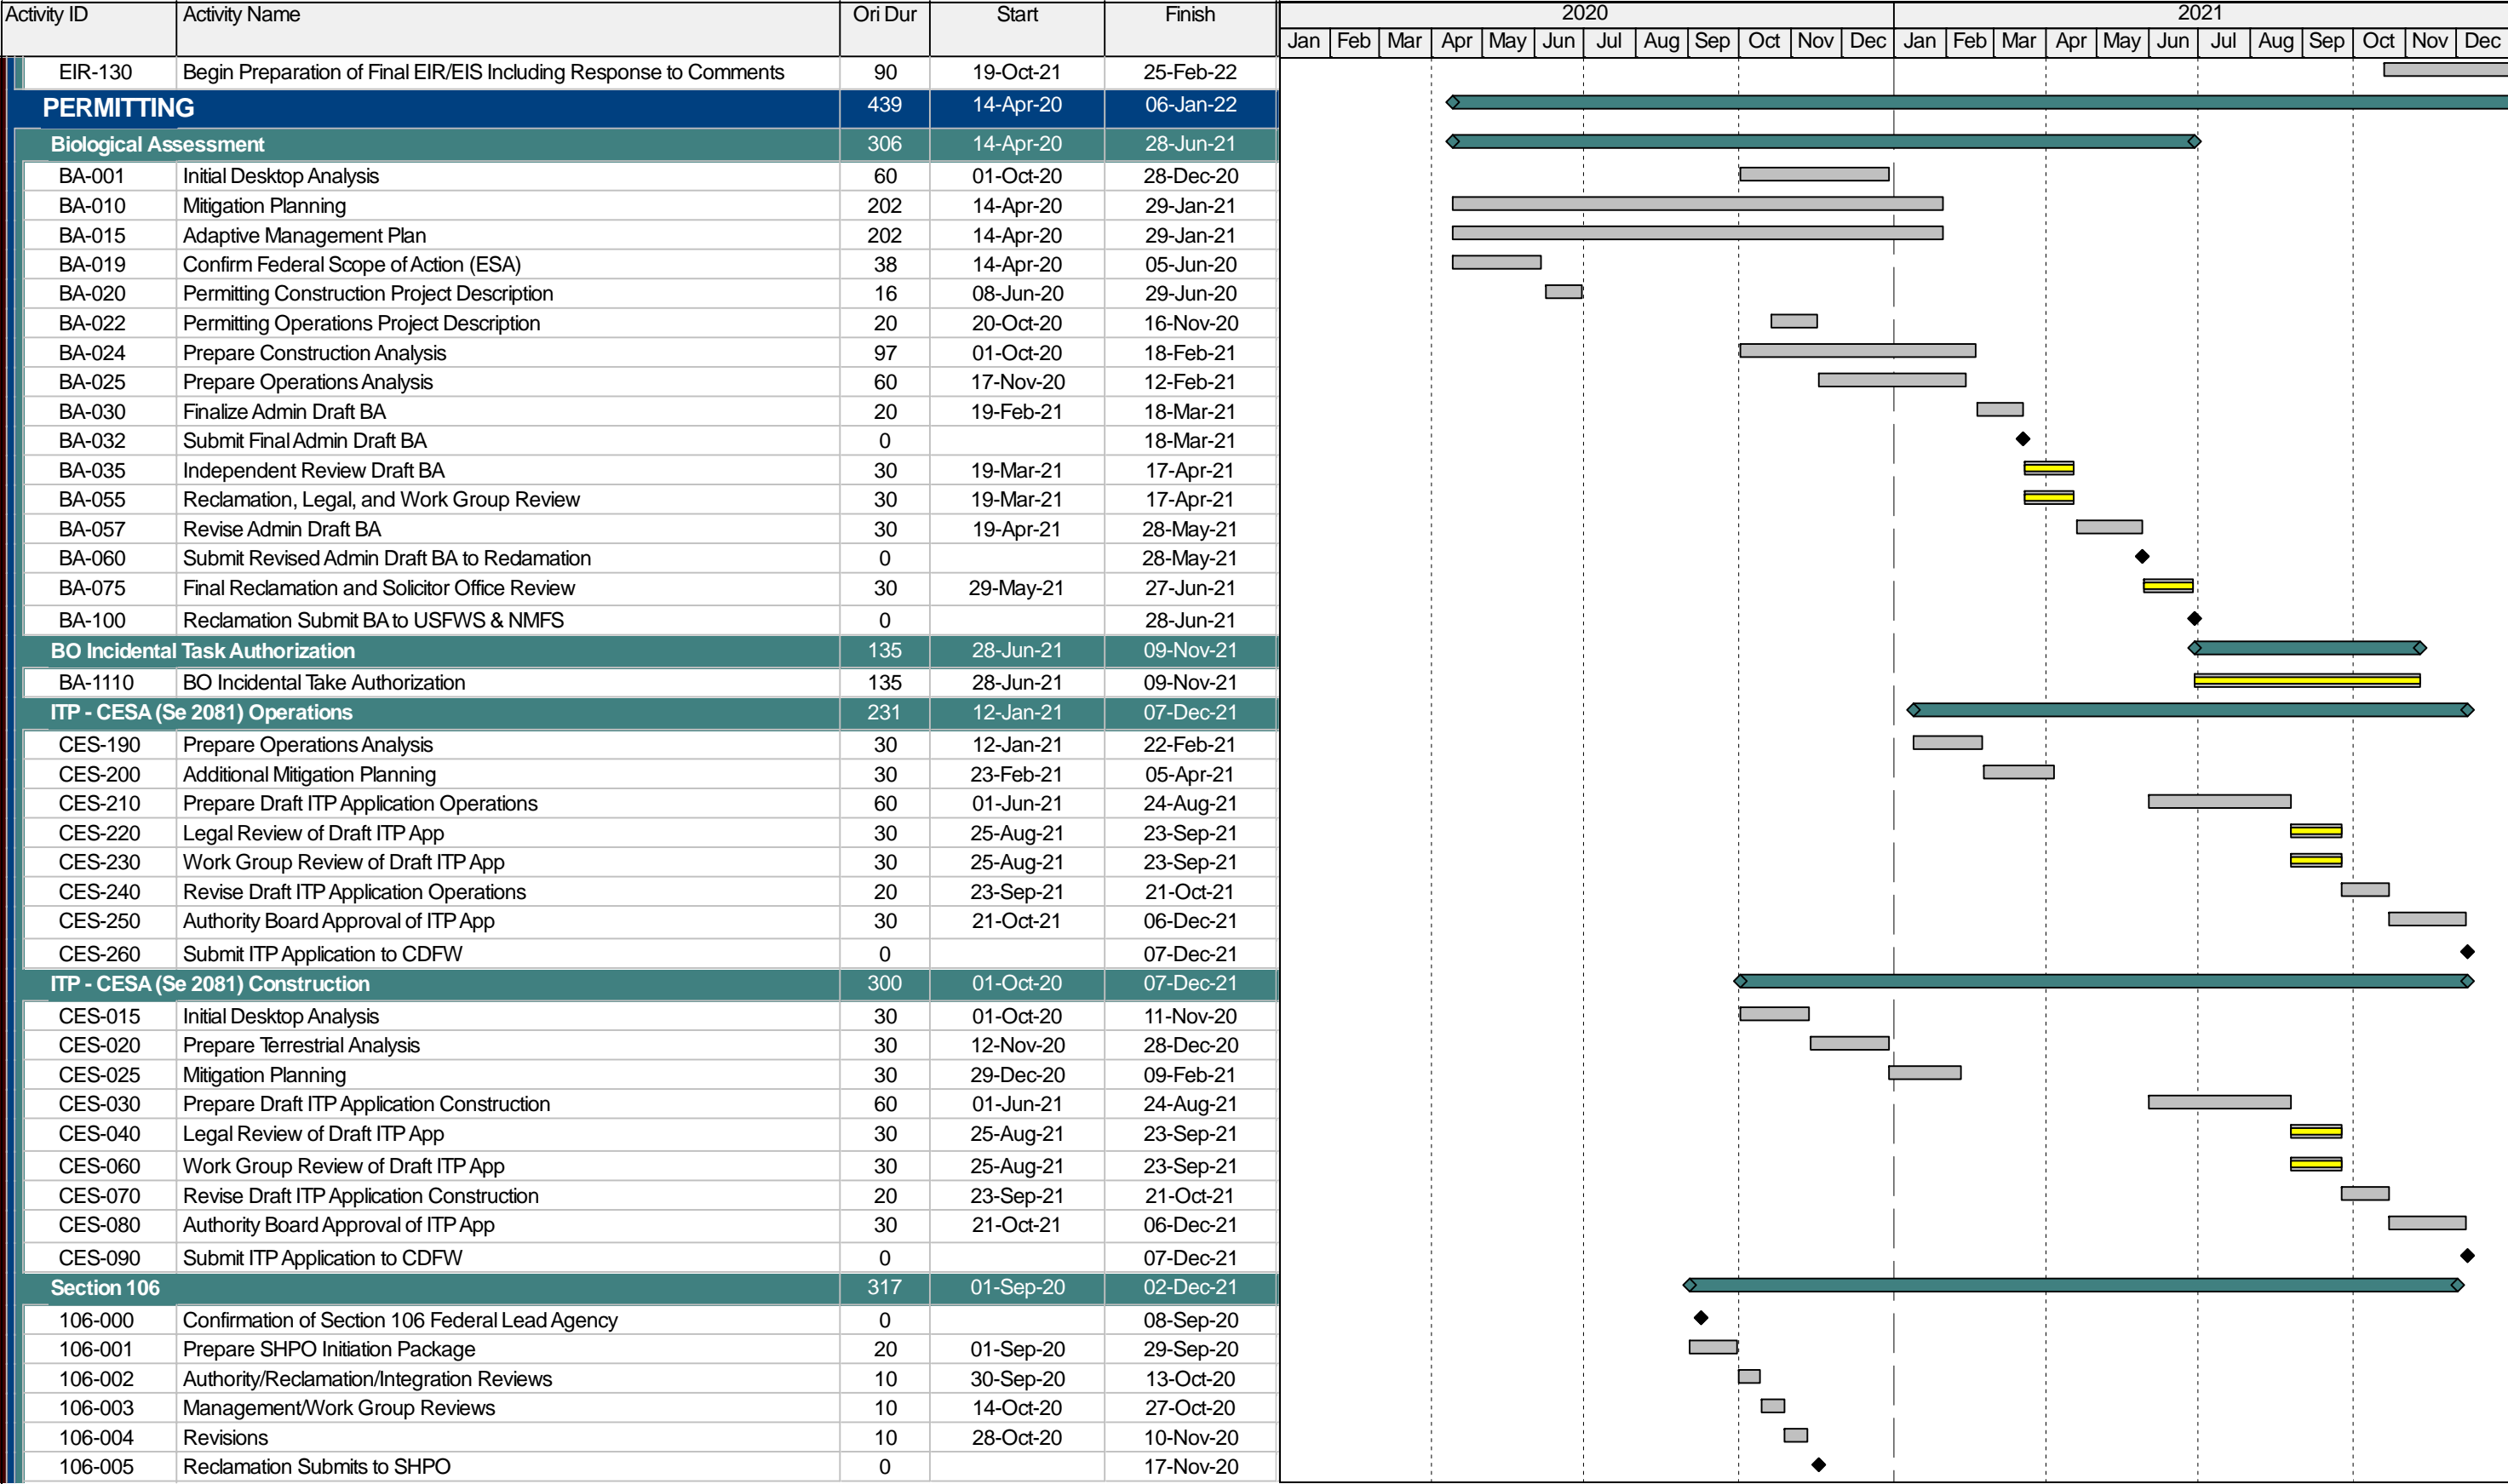 Activity ID Activity Name Ori Dur Start Finish 2020 2021
Jan Feb Mar Apr May Jun Jul Aug Sep Oct Nov Dec Jan Feb Mar Apr May Jun Jul Aug Sep Oct Nov Dec
EIR-130 Begin Preparation of Final EIR/EIS Including Response to Comments 90 19-Oct-21 25-Feb-22
PERMITTING 439 14-Apr-20 06-Jan-22
Biological Assessment 306 14-Apr-20 28-Jun-21
BA-001 Initial Desktop Analysis 60 01-Oct-20 28-Dec-20
BA-010 Mitigation Planning 202 14-Apr-20 29-Jan-21
BA-015 Adaptive Management Plan 202 14-Apr-20 29-Jan-21
BA-019 Confirm Federal Scope of Action (ESA) 38 14-Apr-20 05-Jun-20
BA-020 Permitting Construction Project Description 16 08-Jun-20 29-Jun-20
BA-022 Permitting Operations Project Description 20 20-Oct-20 16-Nov-20
BA-024 Prepare Construction Analysis 97 01-Oct-20 18-Feb-21
BA-025 Prepare Operations Analysis 60 17-Nov-20 12-Feb-21
BA-030 Finalize Admin Draft BA 20 19-Feb-21 18-Mar-21
BA-032 Submit Final Admin Draft BA 0 18-Mar-21
BA-035 Independent Review Draft BA 30 19-Mar-21 17-Apr-21
BA-055 Reclamation, Legal, and Work Group Review 30 19-Mar-21 17-Apr-21
BA-057 Revise Admin Draft BA 30 19-Apr-21 28-May-21
BA-060 Submit Revised Admin Draft BA to Reclamation 0 28-May-21
BA-075 Final Reclamation and Solicitor Office Review 30 29-May-21 27-Jun-21
BA-100 Reclamation Submit BA to USFWS & NMFS 0 28-Jun-21
BO Incidental Task Authorization 135 28-Jun-21 09-Nov-21
BA-1110 BO Incidental Take Authorization 135 28-Jun-21 09-Nov-21
ITP - CESA (Se 2081) Operations 231 12-Jan-21 07-Dec-21
CES-190 Prepare Operations Analysis 30 12-Jan-21 22-Feb-21
CES-200 Additional Mitigation Planning 30 23-Feb-21 05-Apr-21
CES-210 Prepare Draft ITP Application Operations 60 01-Jun-21 24-Aug-21
CES-220 Legal Review of Draft ITP App 30 25-Aug-21 23-Sep-21
CES-230 Work Group Review of Draft ITP App 30 25-Aug-21 23-Sep-21
CES-240 Revise Draft ITP Application Operations 20 23-Sep-21 21-Oct-21
CES-250 Authority Board Approval of ITP App 30 21-Oct-21 06-Dec-21
CES-260 Submit ITP Application to CDFW 0 07-Dec-21
ITP - CESA (Se 2081) Construction 300 01-Oct-20 07-Dec-21
CES-015 Initial Desktop Analysis 30 01-Oct-20 11-Nov-20
CES-020 Prepare Terrestrial Analysis 30 12-Nov-20 28-Dec-20
CES-025 Mitigation Planning 30 29-Dec-20 09-Feb-21
CES-030 Prepare Draft ITP Application Construction 60 01-Jun-21 24-Aug-21
CES-040 Legal Review of Draft ITP App 30 25-Aug-21 23-Sep-21
CES-060 Work Group Review of Draft ITP App 30 25-Aug-21 23-Sep-21
CES-070 Revise Draft ITP Application Construction 20 23-Sep-21 21-Oct-21
CES-080 Authority Board Approval of ITP App 30 21-Oct-21 06-Dec-21
CES-090 Submit ITP Application to CDFW 0 07-Dec-21
Section 106 317 01-Sep-20 02-Dec-21
106-000 Confirmation of Section 106 Federal Lead Agency 0 08-Sep-20
106-001 Prepare SHPO Initiation Package 20 01-Sep-20 29-Sep-20
106-002 Authority/Reclamation/Integration Reviews 10 30-Sep-20 13-Oct-20
106-003 Management/Work Group Reviews 10 14-Oct-20 27-Oct-20
106-004 Revisions 10 28-Oct-20 10-Nov-20
106-005 Reclamation Submits to SHPO 0 17-Nov-20